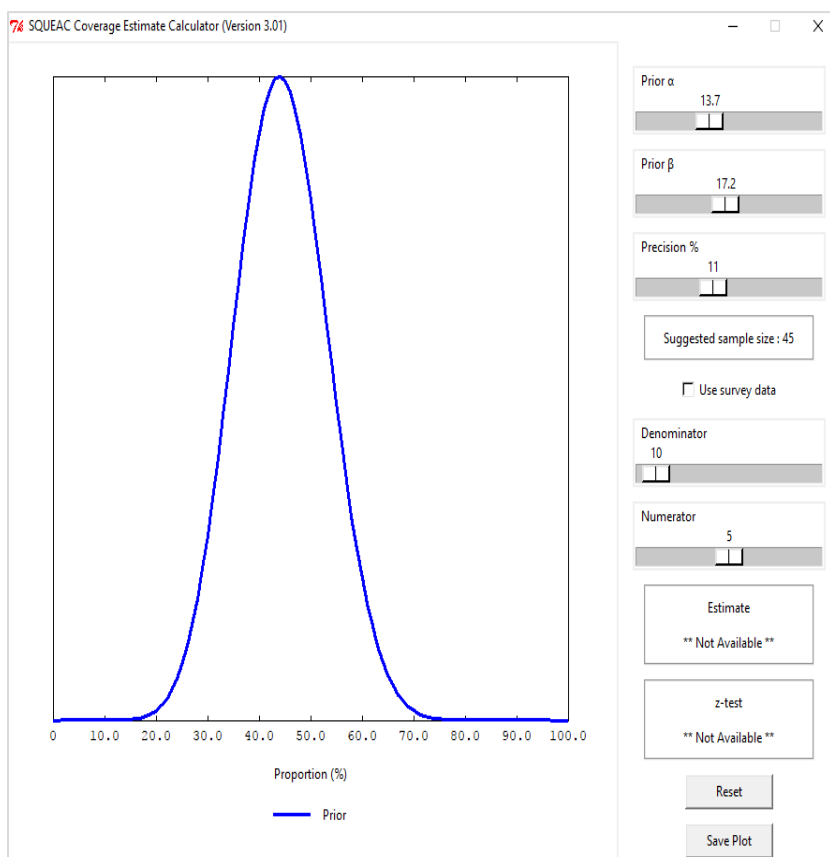 SQUEAC Coverage Estimate Calculator (Version 3.01)
Prior α
13.7
Prior β
17.2
Precision %
11
Suggested sample size : 45
Use survey data
Denominator
10
Numerator
5
Estimate
** Not Available **
z-test
** Not Available **
Reset
Save Plot
0 10.0 20.0 30.0 40.0 50.0 60.0 70.0 80.0 90.0 100.0
Proportion (%)
Prior